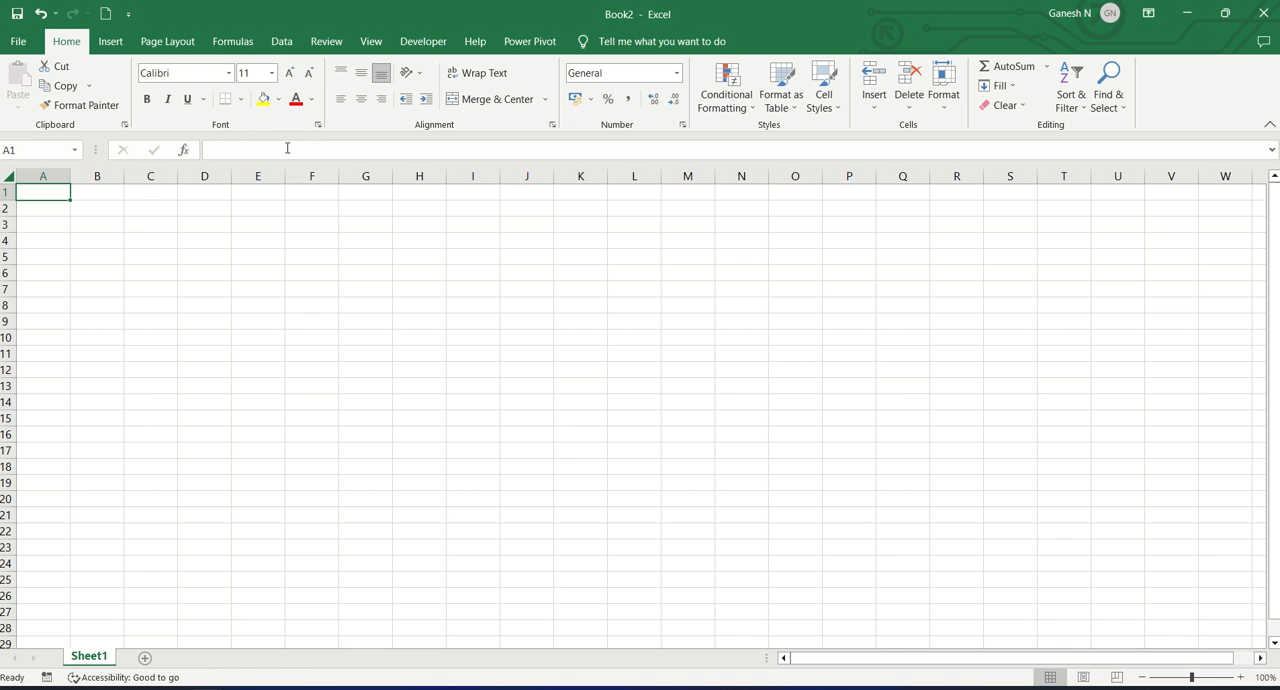 Book2 - Excel
Ganesh N GN
File Home Insert Page Layout Formulas Data Review View Developer Help Power Pivot Tell me what you want to do
Paste
Cut
Copy
Format Painter
Clipboard
Calibri 11
B I U
Font
Wrap Text
Merge & Center
Alignment
General
%
Number
Conditional Formatting
Format as Table
Cell Styles
Styles
Insert Delete Format
Cells
AutoSum
Fill
Clear
Sort & Filter
Find & Select
Editing
A1 fx
A B C D E F G H I J K L M N O P Q R S T U V W
1
2
3
4
5
6
7
8
9
10
11
12
13
14
15
16
17
18
19
20
21
22
23
24
25
26
27
28
29
Sheet1
Ready Accessibility: Good to go 100%